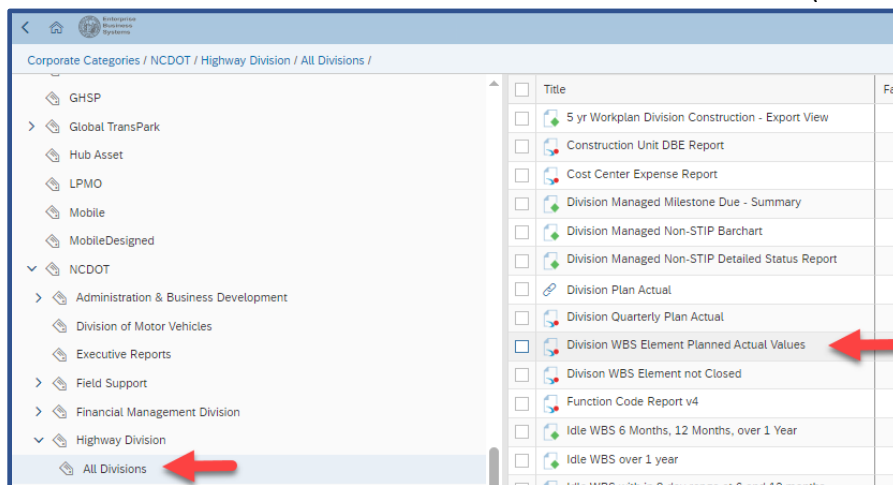 Enterprise
Business
Systems
Corporate Categories / NCDOT / Highway Division / All Divisions /
GHSP
Global TransPark
Hub Asset
LPMO
Mobile
MobileDesigned
NCDOT
Administration & Business Development
Division of Motor Vehicles
Executive Reports
Field Support
Financial Management Division
Highway Division
All Divisions
Title
Fa
5 yr Workplan Division Construction - Export View
Construction Unit DBE Report
Cost Center Expense Report
Division Managed Milestone Due - Summary
Division Managed Non-STIP Barchart
Division Managed Non-STIP Detailed Status Report
Division Plan Actual
Division Quarterly Plan Actual
Division WBS Element Planned Actual Values
Divison WBS Element not Closed
Function Code Report v4
Idle WBS 6 Months, 12 Months, over 1 Year
Idle WBS over 1 year